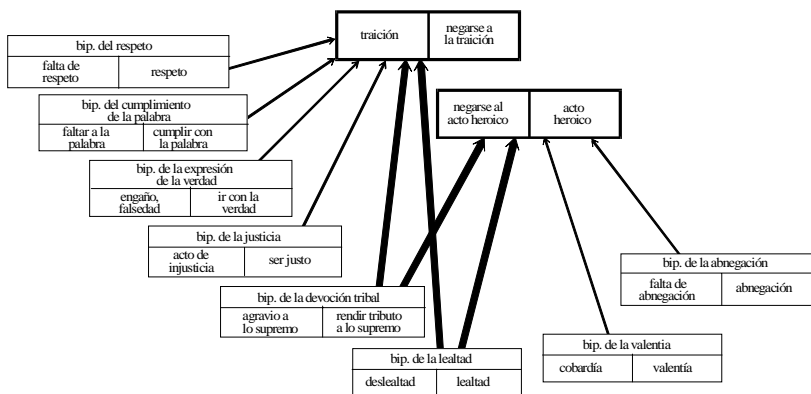 traición
negarse a
la traición
bip. del respeto
falta de
respeto
respeto
negarse al
acto heroico
acto
heroico
bip. del cumplimiento
de la palabra
faltar a la
palabra
cumplir con
la palabra
bip. de la expresión
de la verdad
engaño,
falsedad
ir con la
verdad
bip. de la justicia
acto de
injusticia
ser justo
bip. de la abnegación
falta de
abnegación
abnegación
bip. de la devoción tribal
agravio a
lo supremo
rendir tributo
a lo supremo
bip. de la valentia
cobardía
valentía
bip. de la lealtad
deslealtad
lealtad